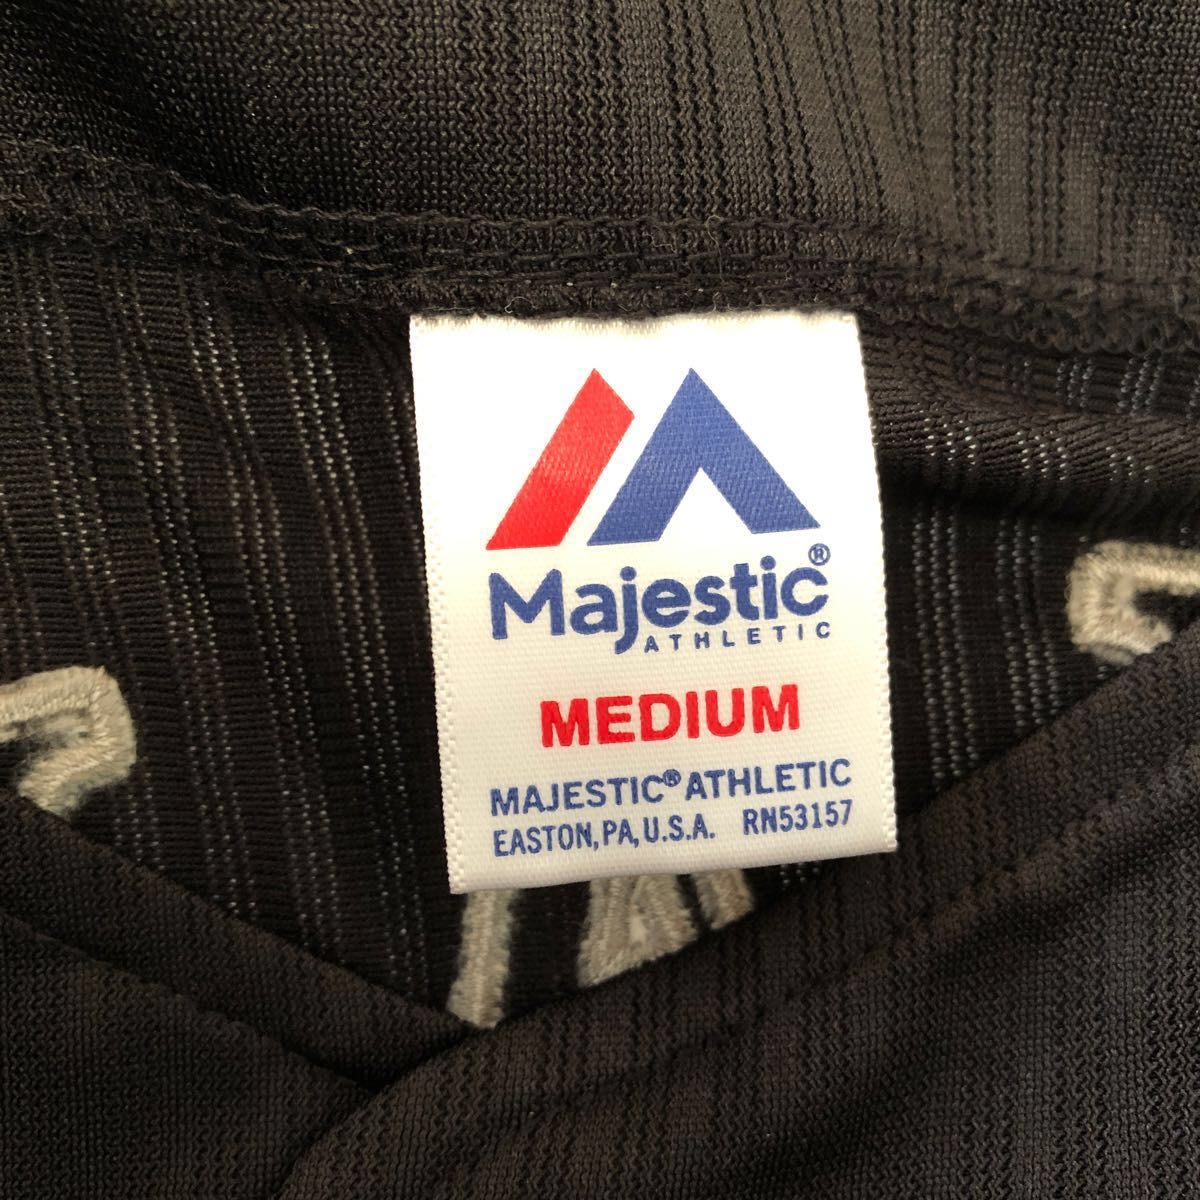 Majestic®
ATHLETIC
MEDIUM
MAJESTIC® ATHLETIC
EASTON, PA, U.S.A. RN53157